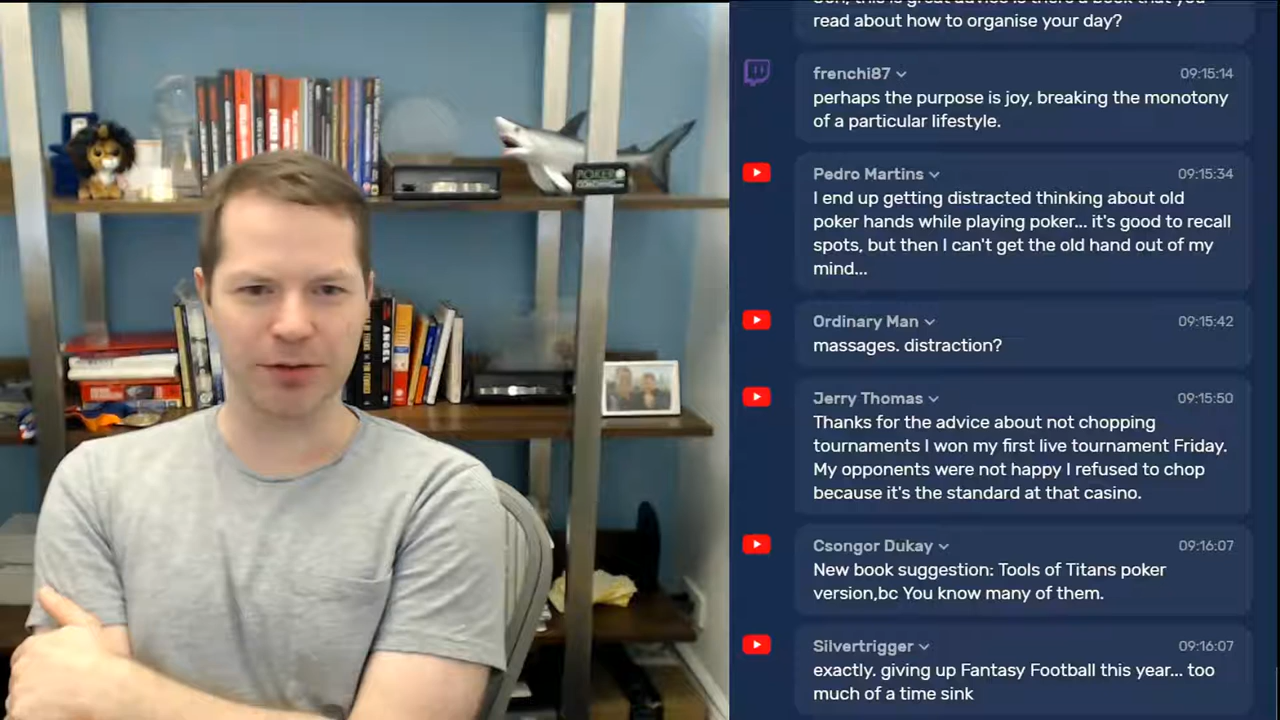 read about how to organise your day?
frenchi87 09:15:14
perhaps the purpose is joy, breaking the monotony
of a particular lifestyle.
Pedro Martins 09:15:34
I end up getting distracted thinking about old
poker hands while playing poker... it's good to recall
spots, but then I can't get the old hand out of my
mind...
Ordinary Man 09:15:42
massages. distraction?
Jerry Thomas 09:15:50
Thanks for the advice about not chopping
tournaments I won my first live tournament Friday.
My opponents were not happy I refused to chop
because it's the standard at that casino.
Csongor Dukay 09:16:07
New book suggestion: Tools of Titans poker
version,bc You know many of them.
Silvertrigger 09:16:07
exactly. giving up Fantasy Football this year... too
much of a time sink
POKER
ANGEL